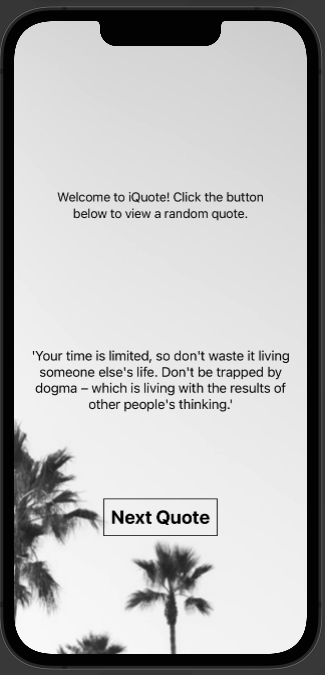 Welcome to iQuote! Click the button
below to view a random quote.
'Your time is limited, so don't waste it living
someone else's life. Don't be trapped by
dogma – which is living with the results of
other people's thinking.'
Next Quote